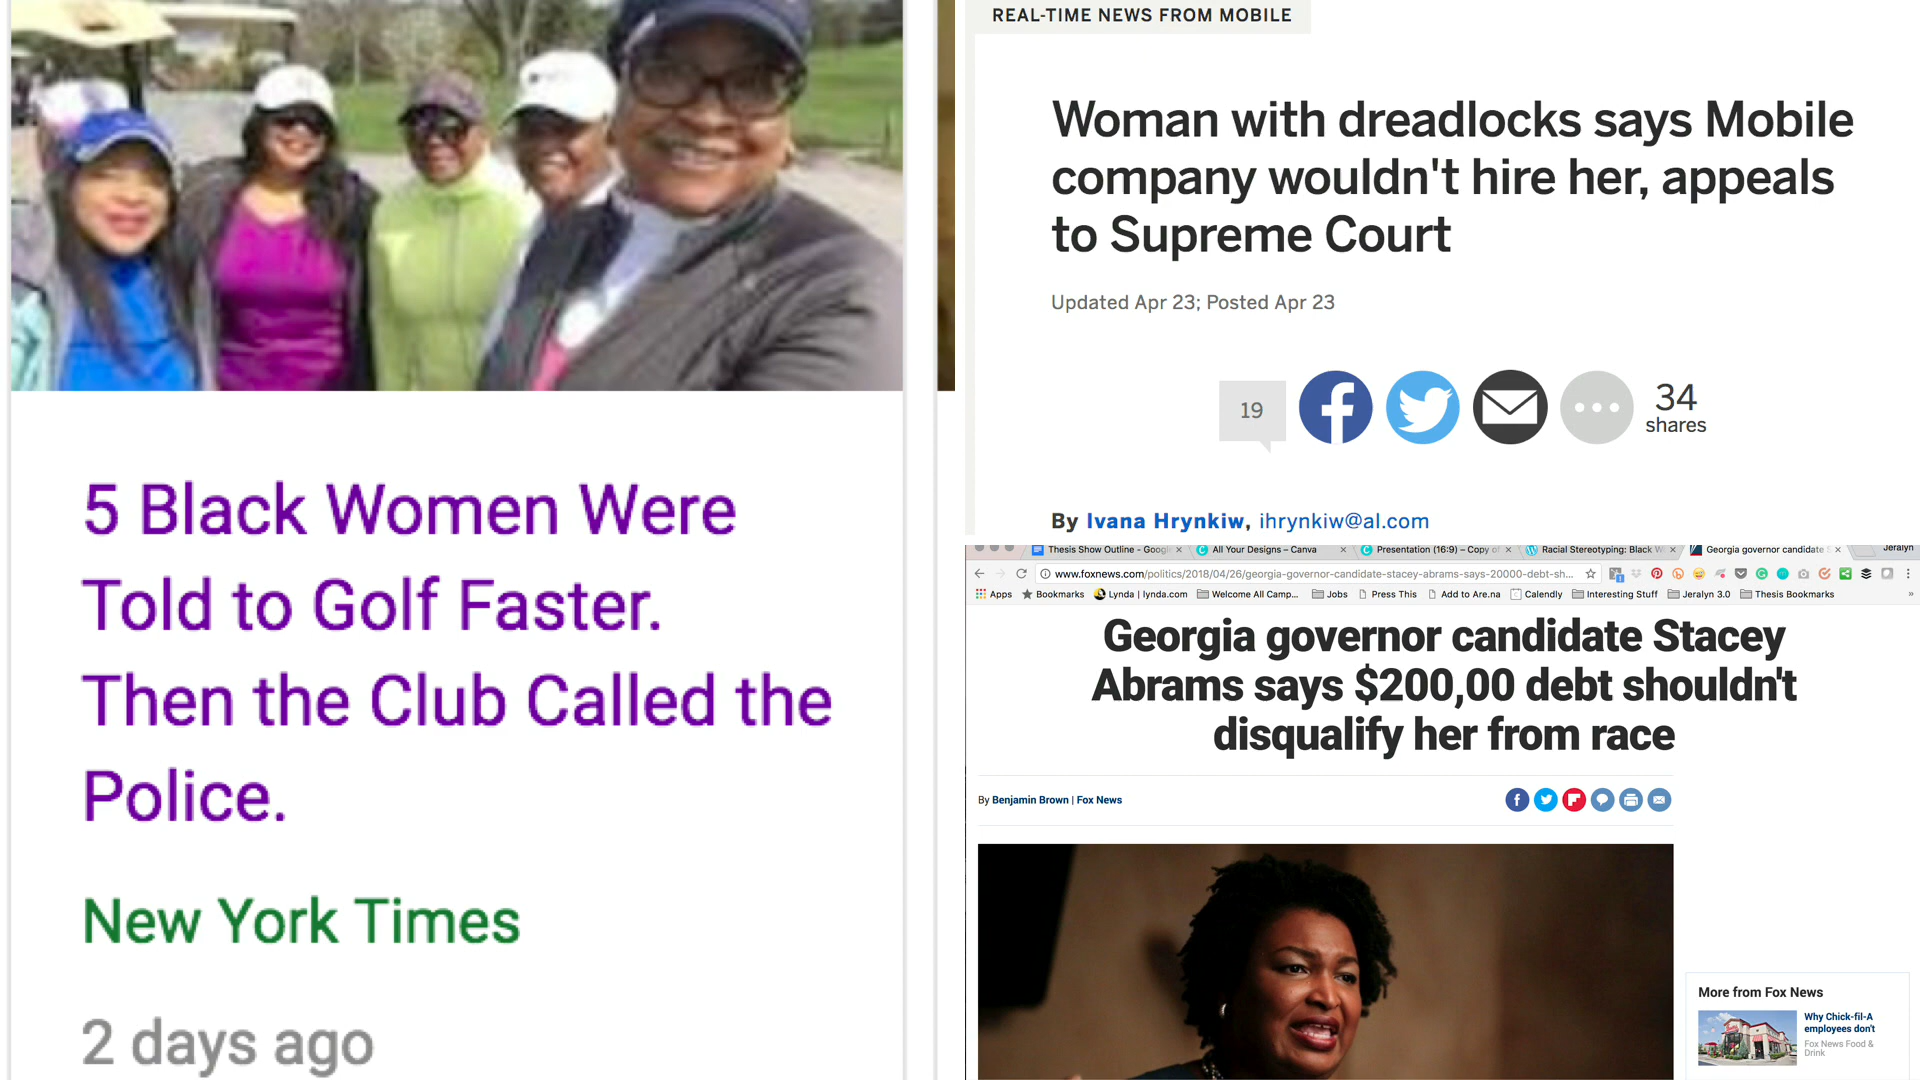 5 Black Women Were
Told to Golf Faster.
Then the Club Called the
Police.
New York Times
2 days ago
REAL-TIME NEWS FROM MOBILE
Woman with dreadlocks says Mobile
company wouldn't hire her, appeals
to Supreme Court
Updated Apr 23; Posted Apr 23
19
34
shares
By Ivana Hrynkiw, ihrynkiw@al.com
Thesis Show Outline - Google
All Your Designs – Canva
Presentation (16:9) – Copy of
Racial Stereotyping: Black W
Georgia governor candidate S
Jeralyn
www.foxnews.com/politics/2018/04/26/georgia-governor-candidate-stacey-abrams-says-20000-debt-sh...
Apps
Bookmarks
Lynda | lynda.com
Welcome All Camp...
Jobs
Press This
Add to Are.na
Calendly
Interesting Stuff
Jeralyn 3.0
Thesis Bookmarks
»
Georgia governor candidate Stacey
Abrams says $200,00 debt shouldn't
disqualify her from race
By Benjamin Brown | Fox News
More from Fox News
Why Chick-fil-A
employees don't
Fox News Food &
Drink